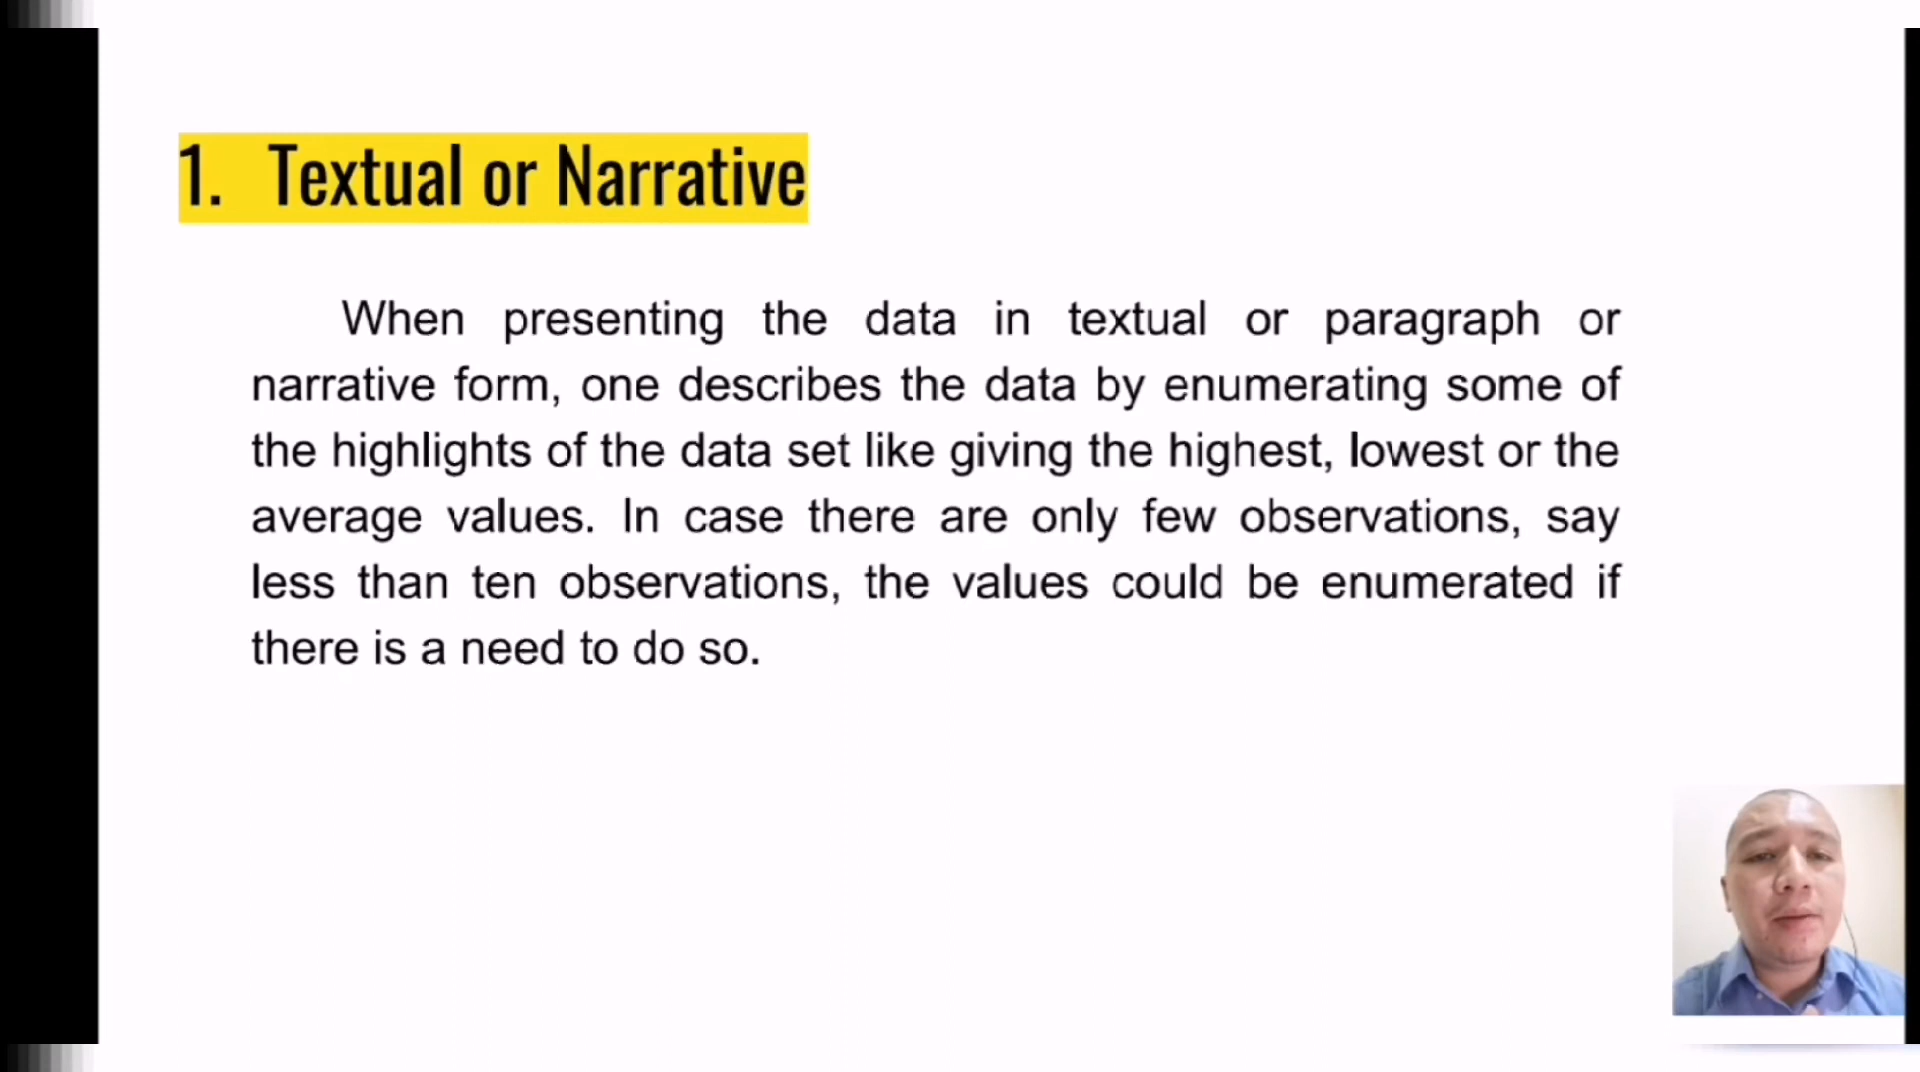 1. Textual or Narrative
When presenting the data in textual or paragraph or
narrative form, one describes the data by enumerating some of
the highlights of the data set like giving the highest, lowest or the
average values. In case there are only few observations, say
less than ten observations, the values could be enumerated if
there is a need to do so.